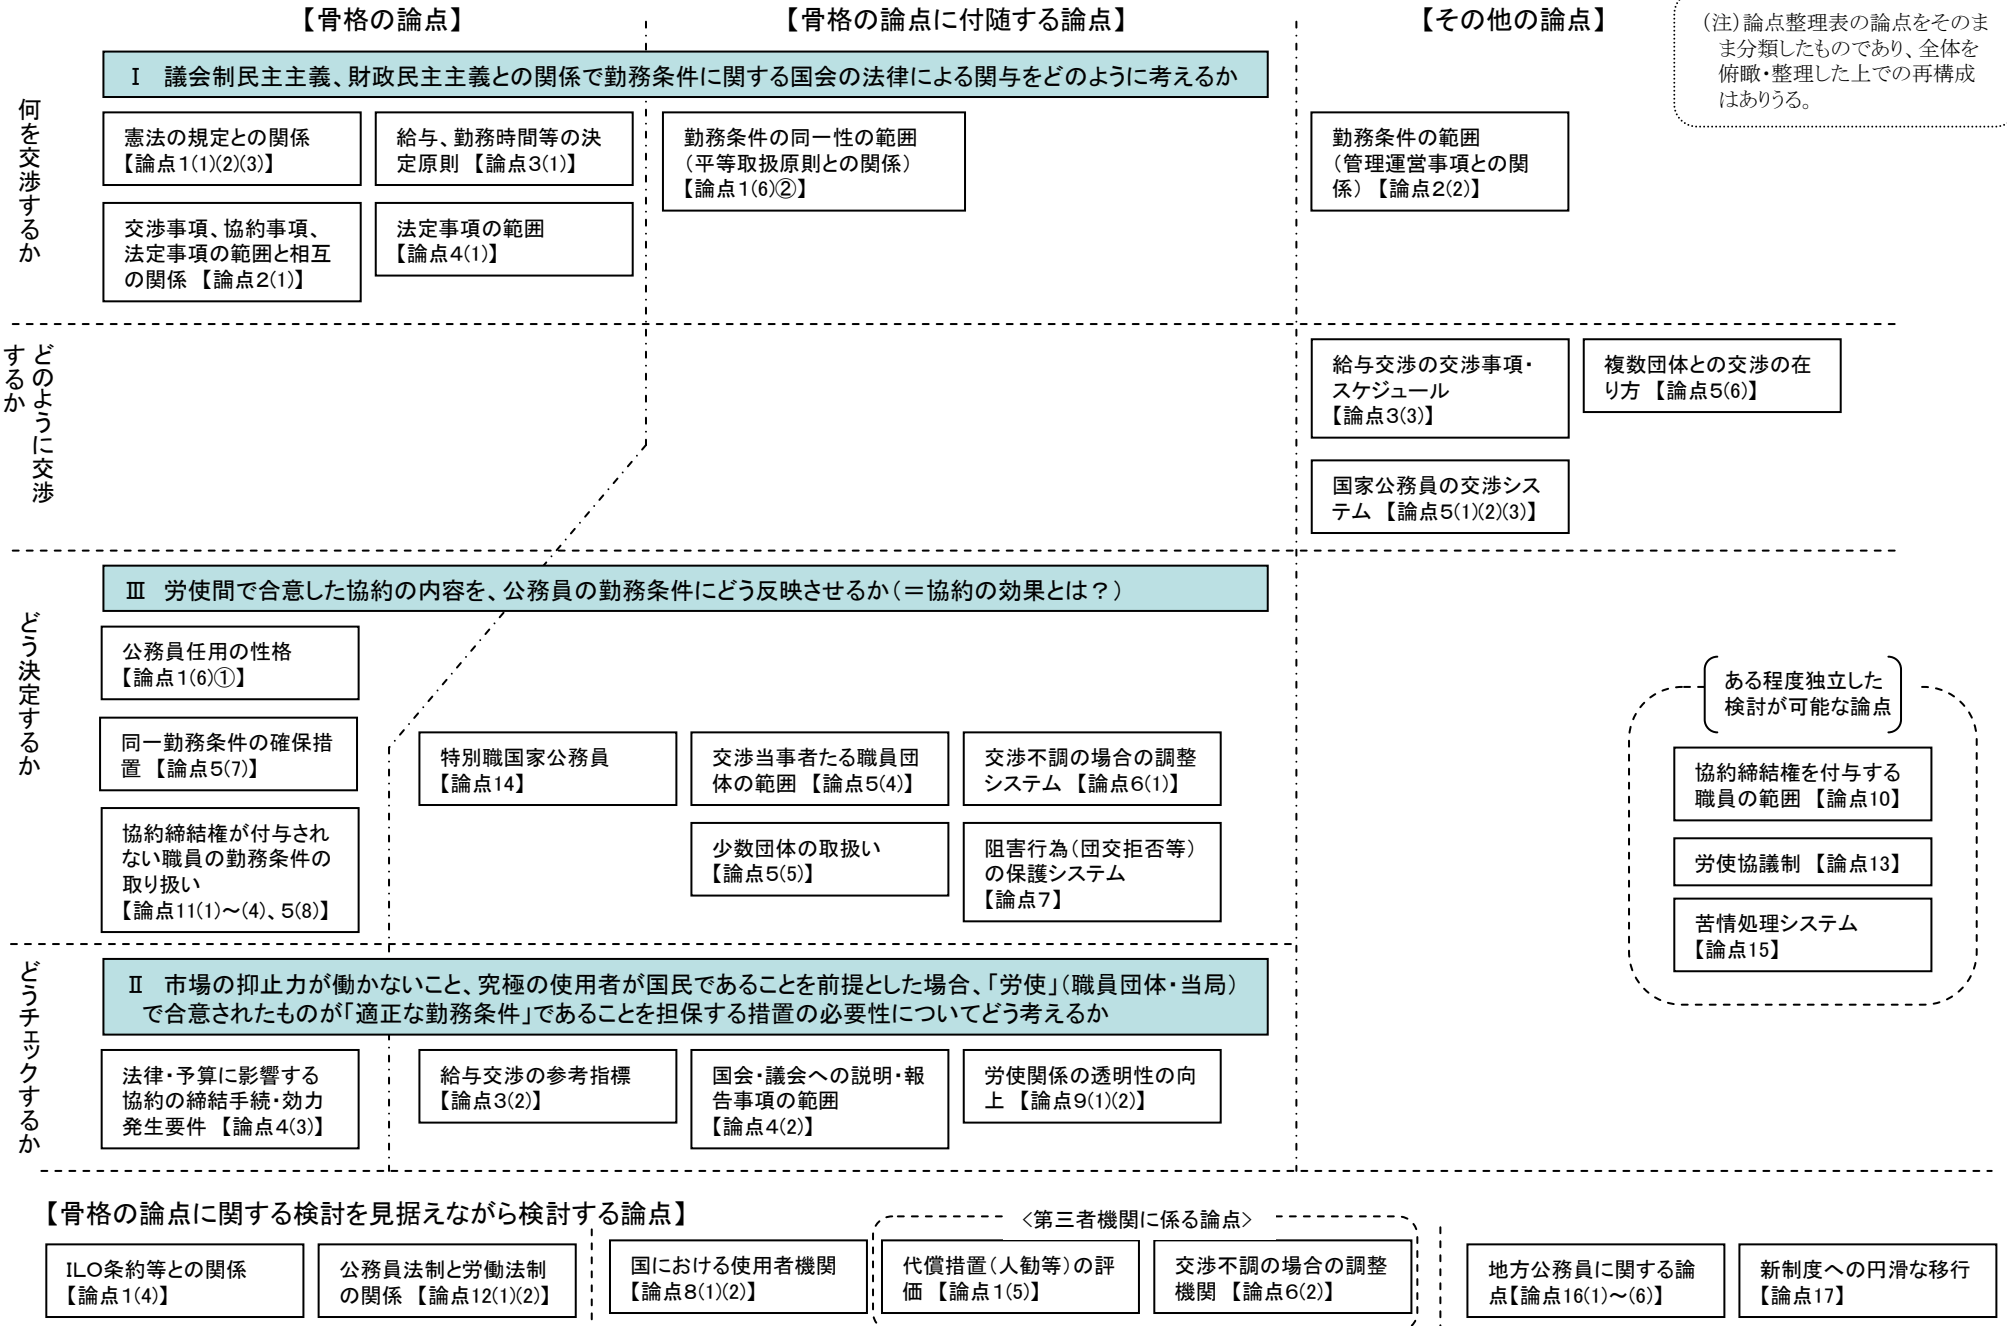 【骨格の論点】
【骨格の論点に付随する論点】
【その他の論点】
(注)論点整理表の論点をそのま
ま分類したものであり、全体を
俯瞰・整理した上での再構成
はありうる。
Ⅰ 議会制民主主義、財政民主主義との関係で勤務条件に関する国会の法律による関与をどのように考えるか
何を交渉するか
憲法の規定との関係
【論点1(1)(2)(3)】
給与、勤務時間等の決
定原則 【論点3(1)】
勤務条件の同一性の範囲
(平等取扱原則との関係)
【論点1(6)②】
勤務条件の範囲
(管理運営事項との関
係) 【論点2(2)】
交渉事項、協約事項、
法定事項の範囲と相互
の関係 【論点2(1)】
法定事項の範囲
【論点4(1)】
どのように交渉
するか
給与交渉の交渉事項・
スケジュール
【論点3(3)】
複数団体との交渉の在
り方 【論点5(6)】
国家公務員の交渉シス
テム 【論点5(1)(2)(3)】
Ⅲ 労使間で合意した協約の内容を、公務員の勤務条件にどう反映させるか(=協約の効果とは?)
どう決定するか
公務員任用の性格
【論点1(6)①】
同一勤務条件の確保措
置 【論点5(7)】
協約締結権が付与され
ない職員の勤務条件の
取り扱い
【論点11(1)~(4)、5(8)】
特別職国家公務員
【論点14】
交渉当事者たる職員団
体の範囲 【論点5(4)】
交渉不調の場合の調整
システム 【論点6(1)】
少数団体の取扱い
【論点5(5)】
阻害行為(団交拒否等)
の保護システム
【論点7】
ある程度独立した
検討が可能な論点
協約締結権を付与する
職員の範囲 【論点10】
労使協議制 【論点13】
苦情処理システム
【論点15】
どうチェックするか
Ⅱ 市場の抑止力が働かないこと、究極の使用者が国民であることを前提とした場合、「労使」(職員団体・当局)
で合意されたものが「適正な勤務条件」であることを担保する措置の必要性についてどう考えるか
法律・予算に影響する
協約の締結手続・効力
発生要件 【論点4(3)】
給与交渉の参考指標
【論点3(2)】
国会・議会への説明・報
告事項の範囲
【論点4(2)】
労使関係の透明性の向
上 【論点9(1)(2)】
【骨格の論点に関する検討を見据えながら検討する論点】
<第三者機関に係る論点>
ILO条約等との関係
【論点1(4)】
公務員法制と労働法制
の関係 【論点12(1)(2)】
国における使用者機関
【論点8(1)(2)】
代償措置(人勧等)の評
価 【論点1(5)】
交渉不調の場合の調整
機関 【論点6(2)】
地方公務員に関する論
点【論点16(1)~(6)】
新制度への円滑な移行
【論点17】